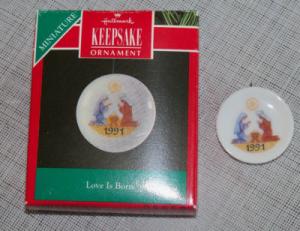 MINIATURE
Hallmark
KEEPSAKE
ORNAMENT
1991
Love Is Born
1991